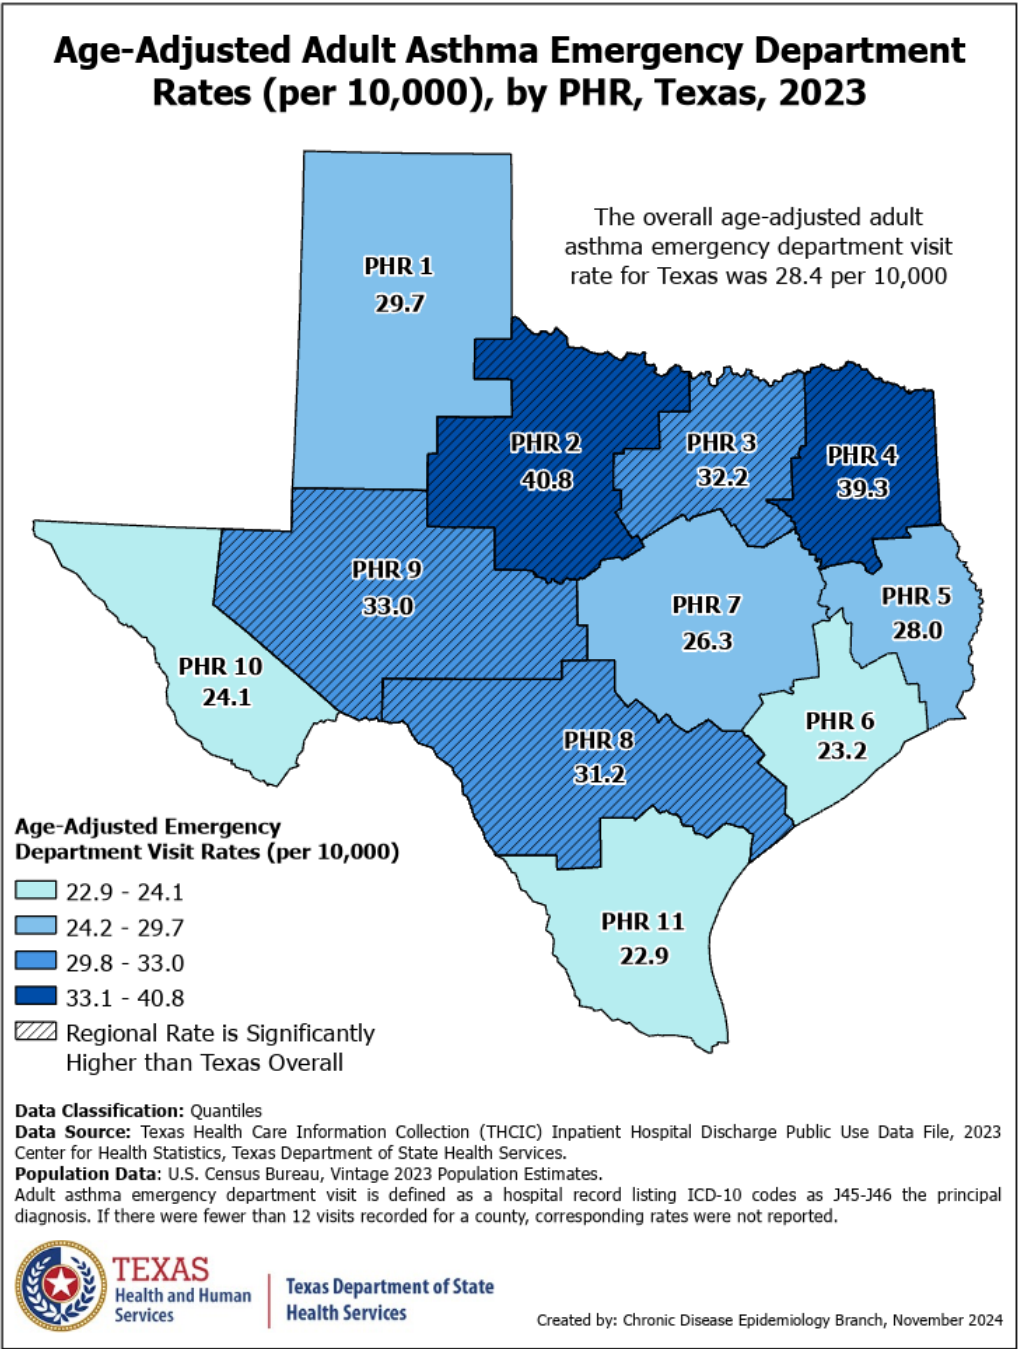 Age-Adjusted Adult Asthma Emergency Department
Rates (per 10,000), by PHR, Texas, 2023
The overall age-adjusted adult
asthma emergency department visit
rate for Texas was 28.4 per 10,000
PHR 1
29.7
PHR 2
40.8
PHR 3
32.2
PHR 4
39.3
PHR 9
33.0
PHR 7
26.3
PHR 5
28.0
PHR 10
24.1
PHR 8
31.2
PHR 6
23.2
PHR 11
22.9
Age-Adjusted Emergency
Department Visit Rates (per 10,000)
22.9 - 24.1
24.2 - 29.7
29.8 - 33.0
33.1 - 40.8
Regional Rate is Significantly
Higher than Texas Overall
Data Classification: Quantiles
Data Source: Texas Health Care Information Collection (THCIC) Inpatient Hospital Discharge Public Use Data File, 2023
Center for Health Statistics, Texas Department of State Health Services.
Population Data: U.S. Census Bureau, Vintage 2023 Population Estimates.
Adult asthma emergency department visit is defined as a hospital record listing ICD-10 codes as J45-J46 the principal
diagnosis. If there were fewer than 12 visits recorded for a county, corresponding rates were not reported.
TEXAS
Health and Human
Services
Texas Department of State
Health Services
Created by: Chronic Disease Epidemiology Branch, November 2024